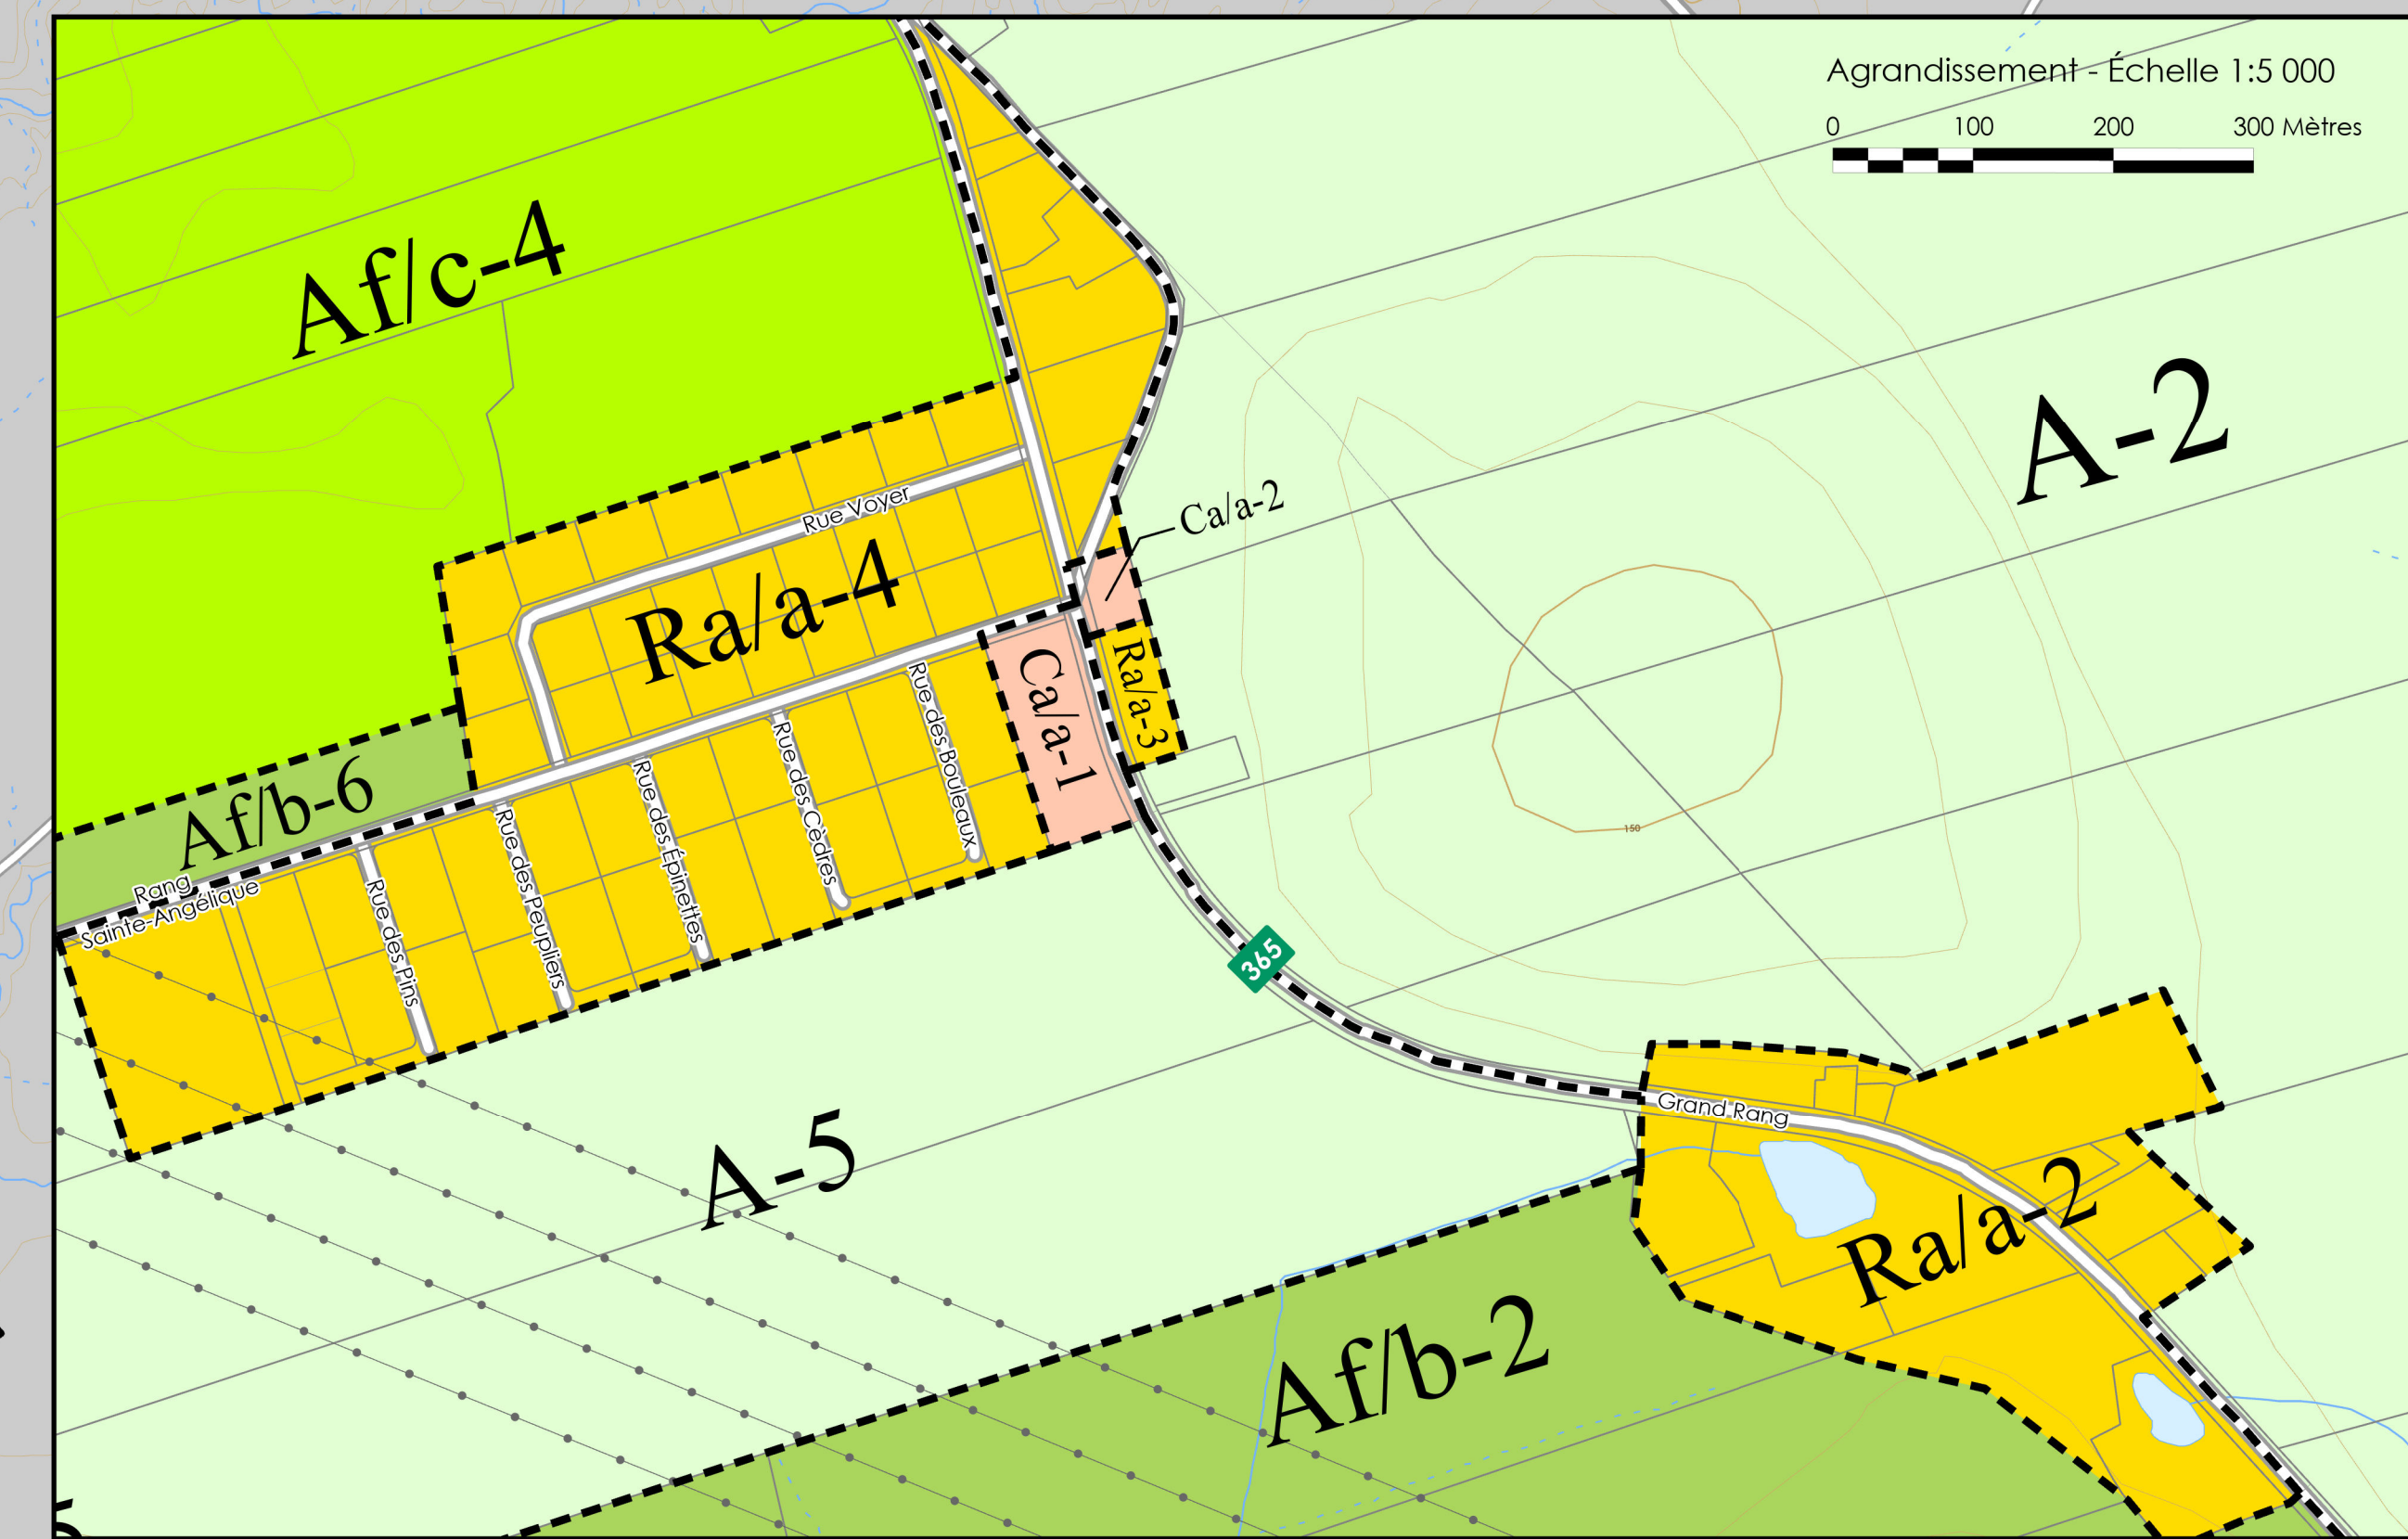 Agrandissement - Échelle 1:5 000
0 100 200 300 Mètres
Af/c-4
A-2
Rue Voyer
Ca/a-2
Ra/a-4
Ca/a-1
Ra/a-3
Rue des Bouleaux
Rue des Cèdres
Rue des Épinettes
Rue des Peupliers
Rue des Pins
Af/b-6
Rang
Sainte-Angélique
150
365
Grand Rang
A-5
Ra/a-2
Af/b-2